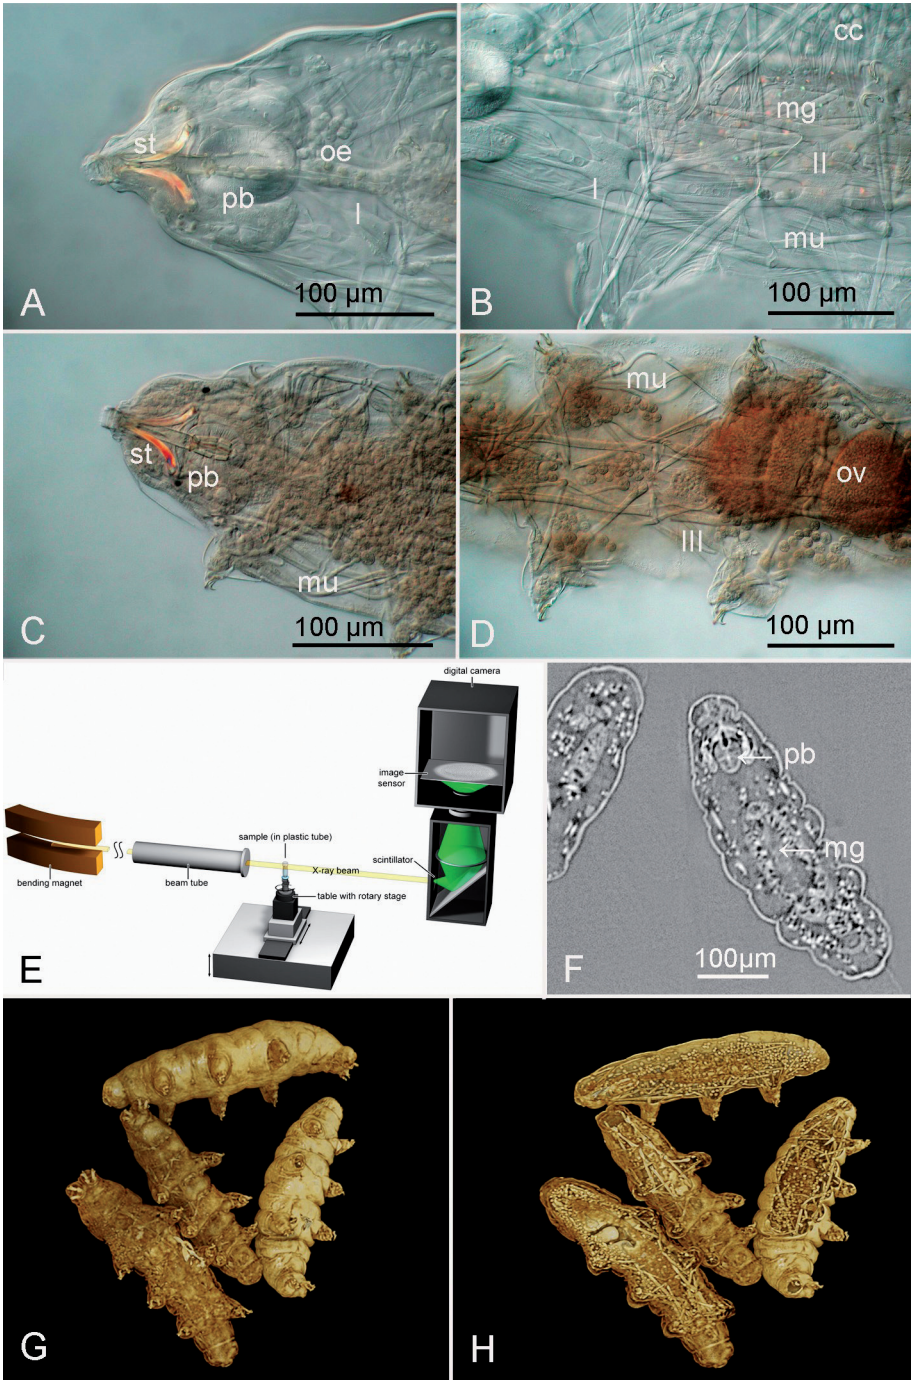 st
oe
pb
l
A
100 µm
cc
mg
ll
l
mu
B
100 µm
st
pb
mu
C
100 µm
mu
ov
lll
D
100 µm
digital camera
image
sensor
sample (in plastic tube)
scintillator
X-ray beam
bending magnet
beam tube
table with rotary stage
E
pb
mg
F
100µm
G
H